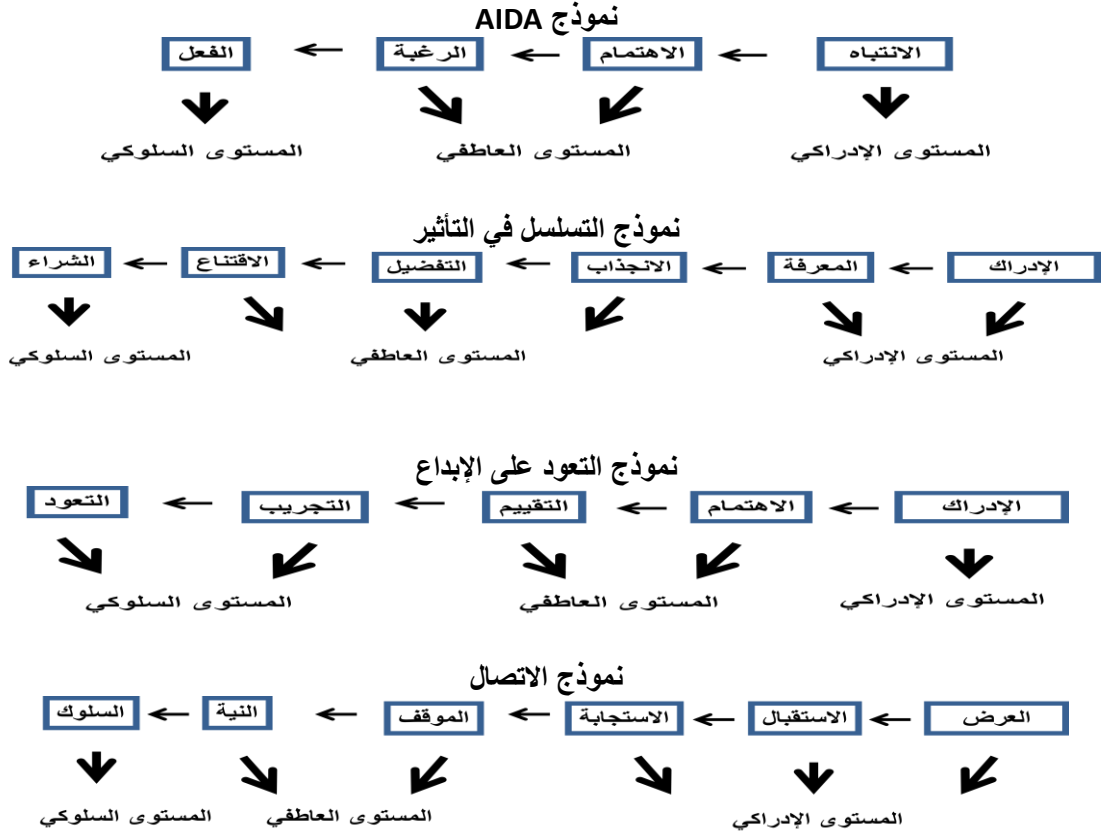 نموذج AIDA
الانتباه الاهتمام الرغبة الفعل
المستوى الإدراكي المستوى العاطفي المستوى السلوكي
نموذج التسلسل في التأثير
الإدراك المعرفة الانجذاب التفضيل الاقتناع الشراء
المستوى الإدراكي المستوى العاطفي المستوى السلوكي
نموذج التعود على الإبداع
الإدراك الاهتمام التقييم التجريب التعود
المستوى الإدراكي المستوى العاطفي المستوى السلوكي
نموذج الاتصال
العرض الاستقبال الاستجابة الموقف النية السلوك
المستوى الإدراكي المستوى العاطفي المستوى السلوكي